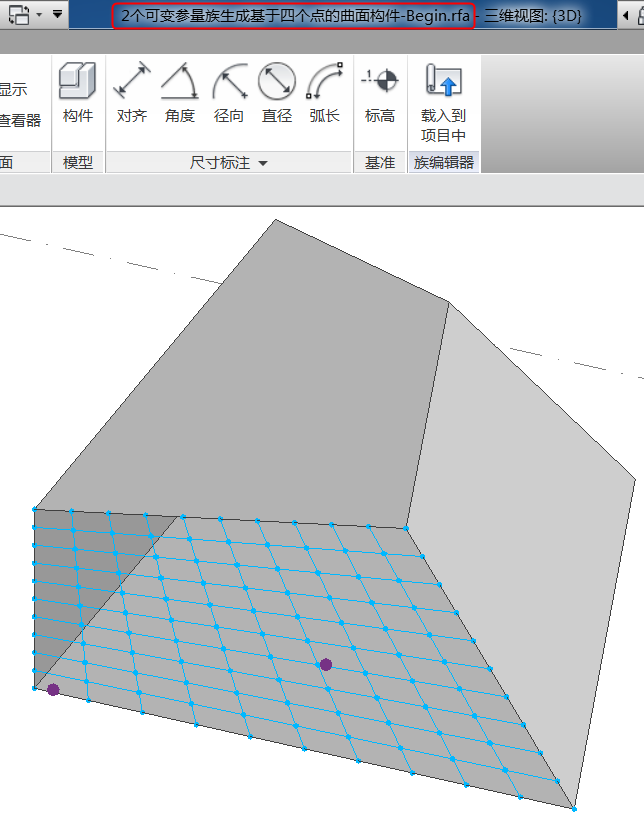 2个可变参量族生成基于四个点的曲面构件-Begin.rfa - 三维视图: {3D}
显示
查看器
构件
对齐
角度
径向
直径
弧长
标高
载入到
项目中
面
模型
尺寸标注
基准
族编辑器